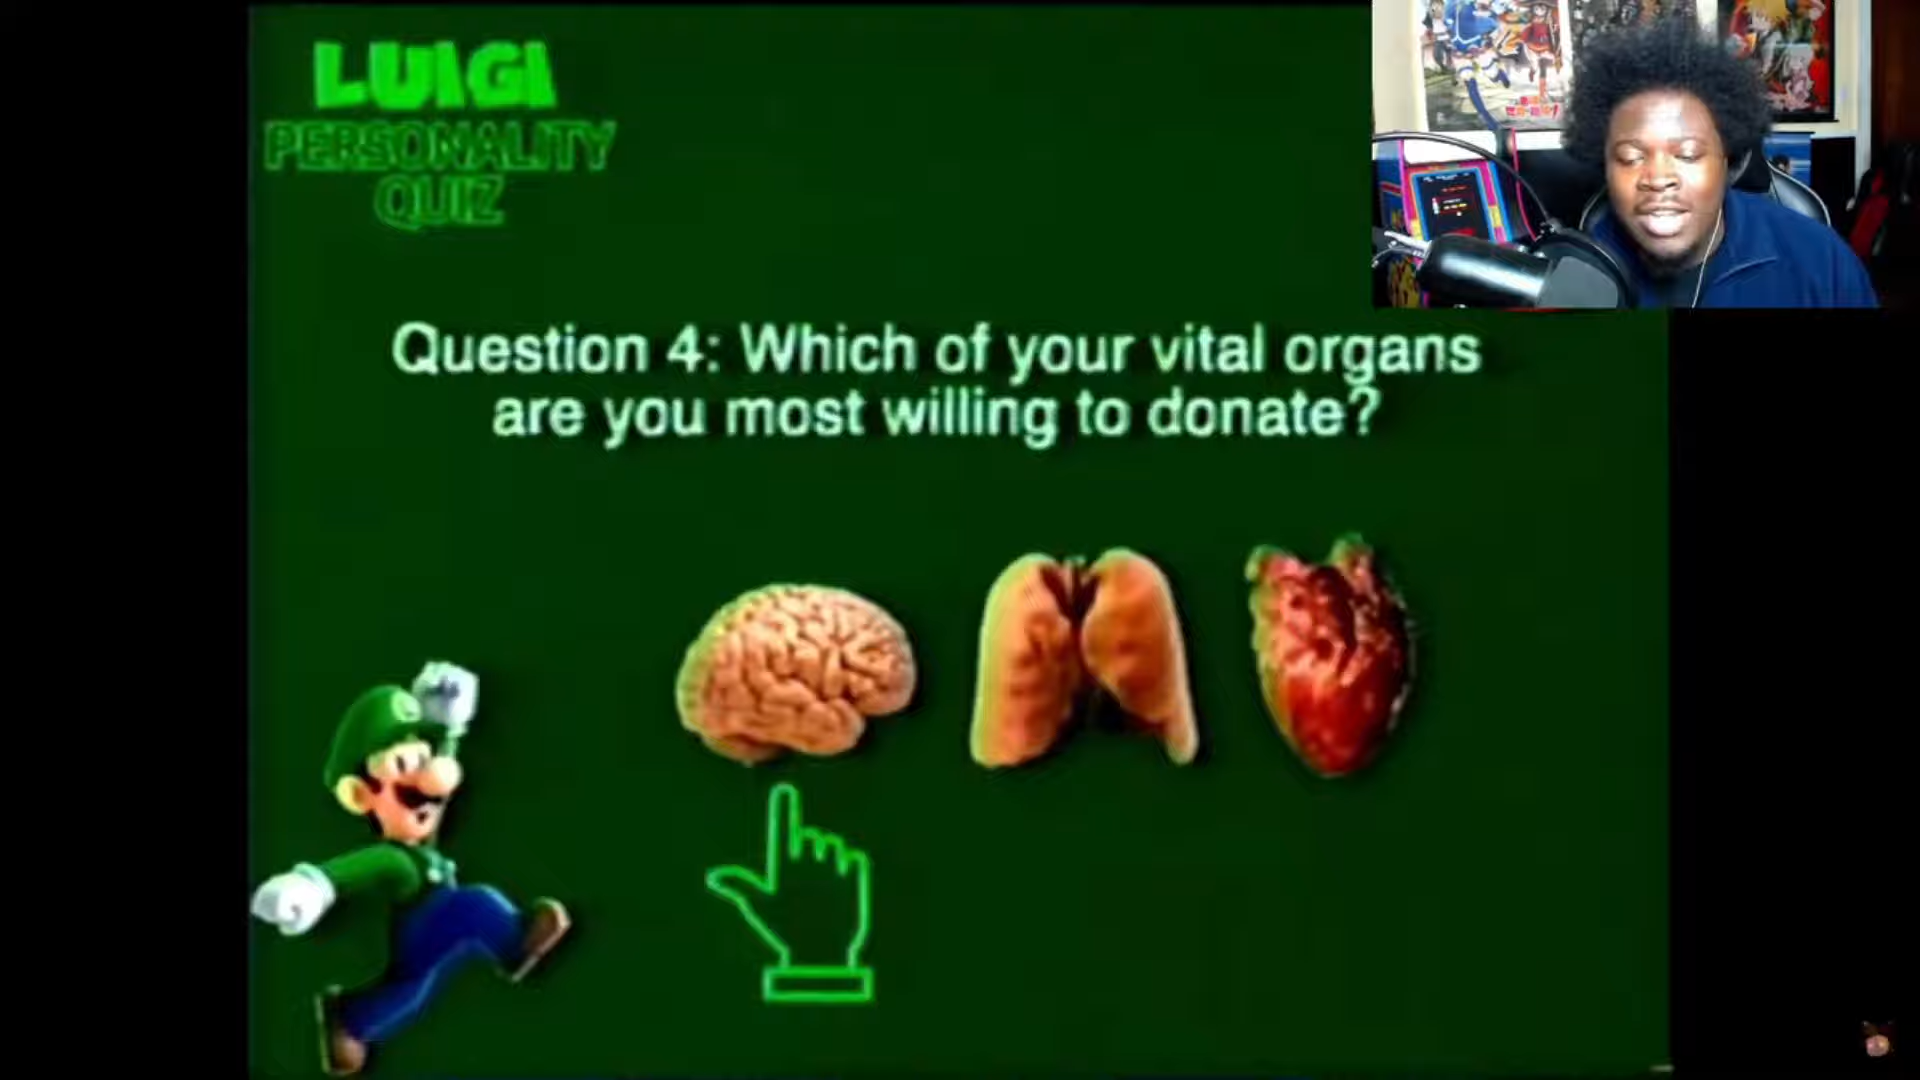 LUIGI
PERSONALITY
QUIZ
Question 4: Which of your vital organs
are you most willing to donate?